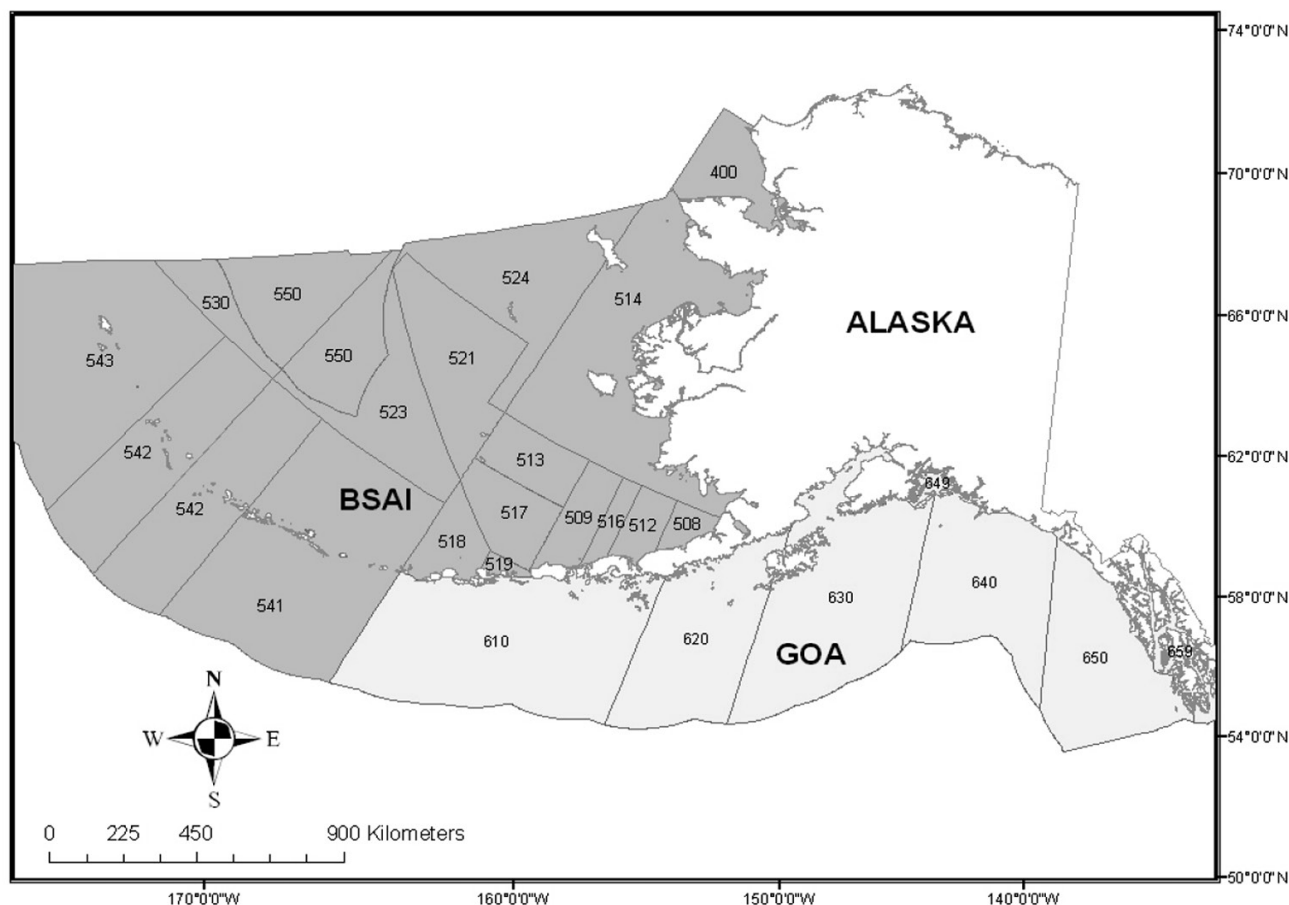 74°0'0"N
400
70°0'0"N
524
530
550
514
66°0'0"N
ALASKA
543
550
521
523
542
513
62°0'0"N
649
BSAI
542
517
509
516
512
508
518
519
541
630
640
58°0'0"N
610
620
GOA
650
659
N
W
E
S
54°0'0"N
0 225 450 900 Kilometers
50°0'0"N
170°0'0"W
160°0'0"W
150°0'0"W
140°0'0"W